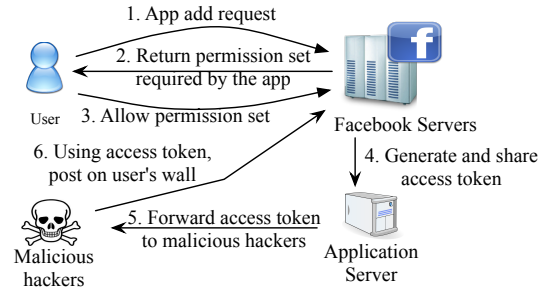 1. App add request
2. Return permission set
required by the app
User
3. Allow permission set
Facebook Servers
6. Using access token,
post on user's wall
4. Generate and share
access token
5. Forward access token
to malicious hackers
Malicious
hackers
Application
Server
f